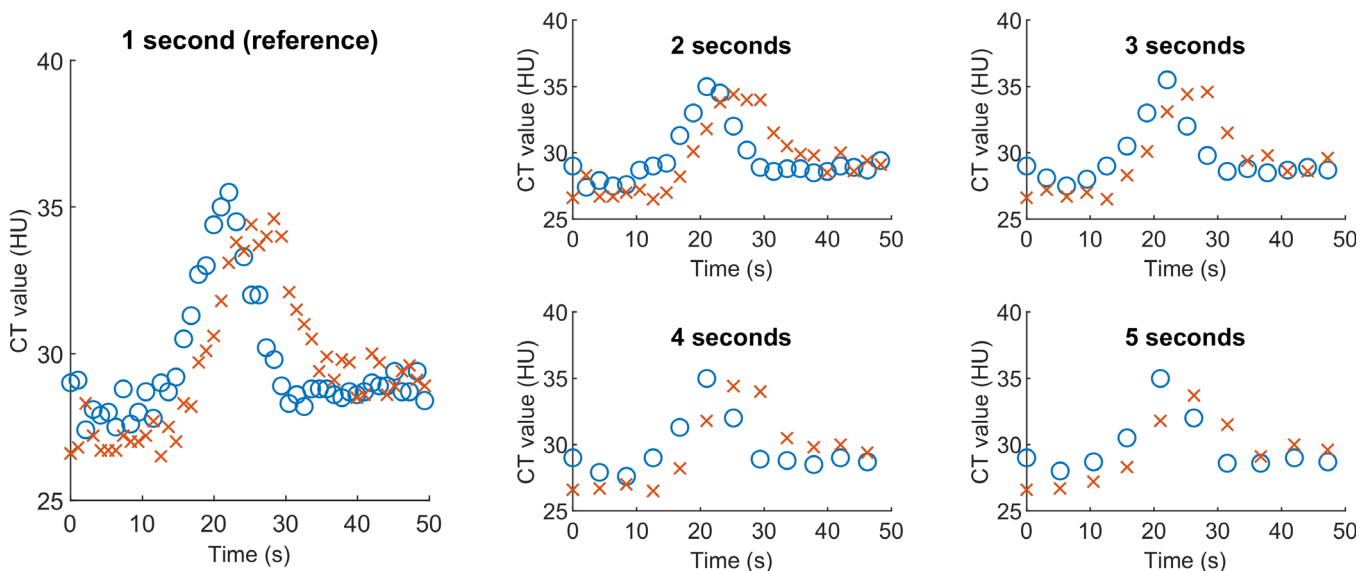 1 second (reference)
40
35
30
25
CT value (HU)
0 10 20 30 40 50
Time (s)
2 seconds
40
35
30
25
CT value (HU)
0 10 20 30 40 50
Time (s)
3 seconds
40
35
30
25
CT value (HU)
0 10 20 30 40 50
Time (s)
4 seconds
40
35
30
25
CT value (HU)
0 10 20 30 40 50
Time (s)
5 seconds
40
35
30
25
CT value (HU)
0 10 20 30 40 50
Time (s)